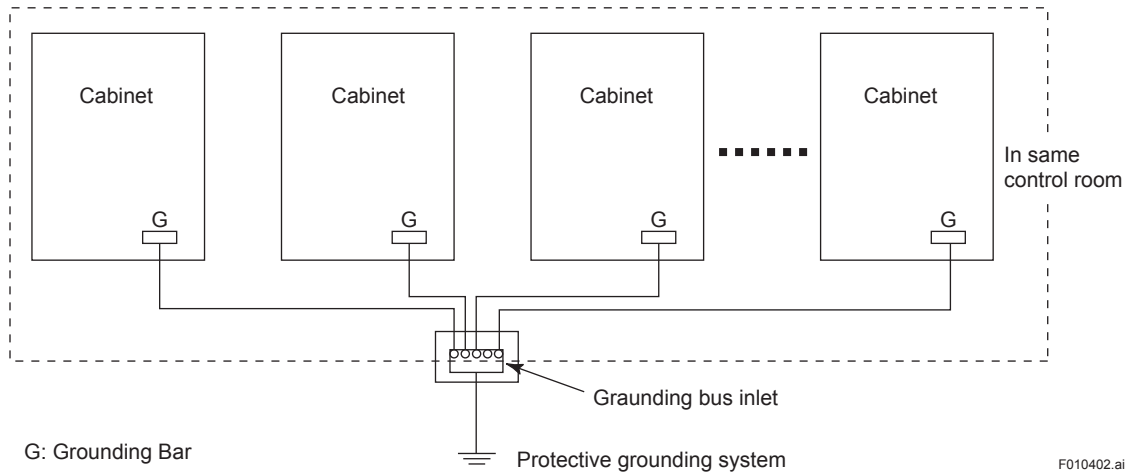 Cabinet
Cabinet
Cabinet
Cabinet
In same
control room
G
G
G
G
Graunding bus inlet
G: Grounding Bar
Protective grounding system
F010402.ai